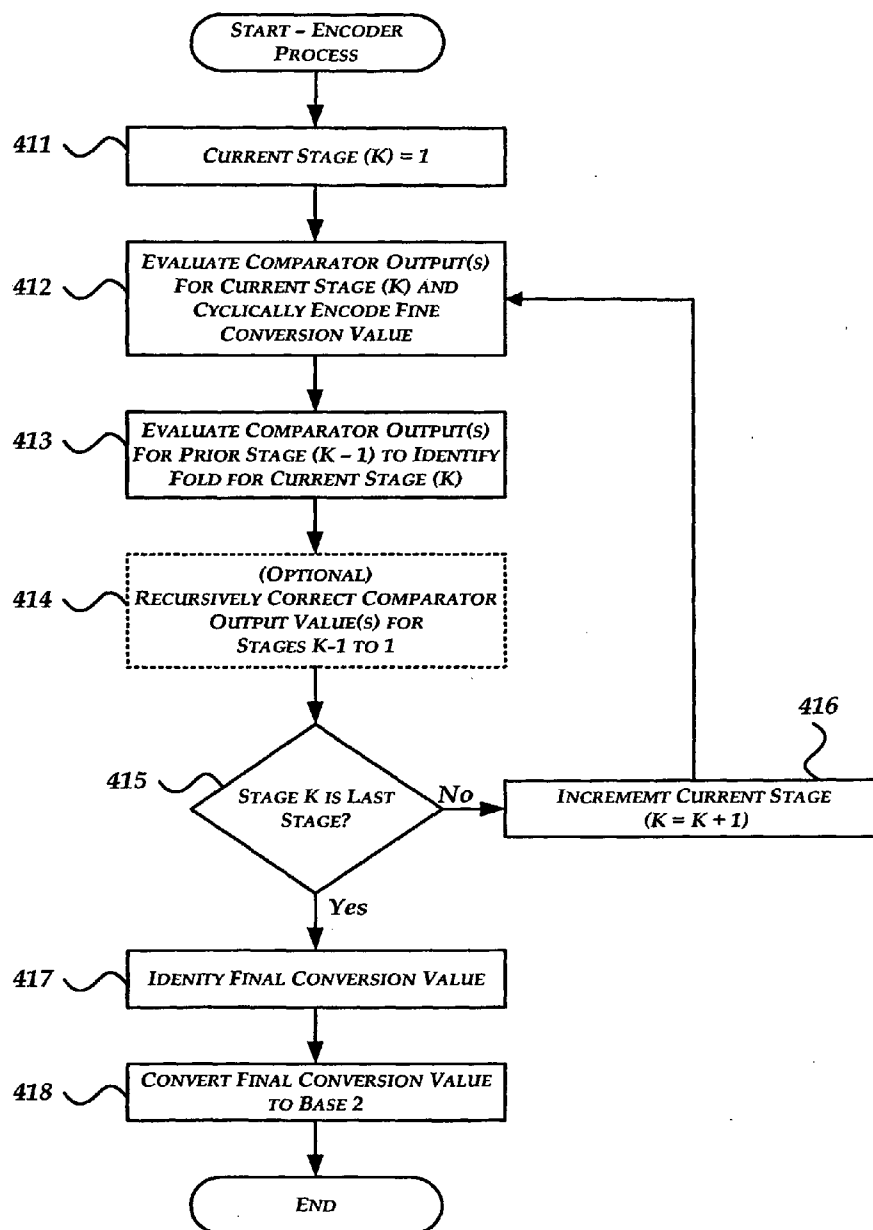 START – ENCODER
PROCESS
411
CURRENT STAGE (K) = 1
412
EVALUATE COMPARATOR OUTPUT(S)
FOR CURRENT STAGE (K) AND
CYCLICALLY ENCODE FINE
CONVERSION VALUE
413
EVALUATE COMPARATOR OUTPUT(S)
FOR PRIOR STAGE (K – 1) TO IDENTIFY
FOLD FOR CURRENT STAGE (K)
414
(OPTIONAL)
RECURSIVELY CORRECT COMPARATOR
OUTPUT VALUE(S) FOR
STAGES K-1 TO 1
415
STAGE K IS LAST
STAGE?
No
416
INCREMEMT CURRENT STAGE
(K = K + 1)
Yes
417
IDENITY FINAL CONVERSION VALUE
418
CONVERT FINAL CONVERSION VALUE
TO BASE 2
END